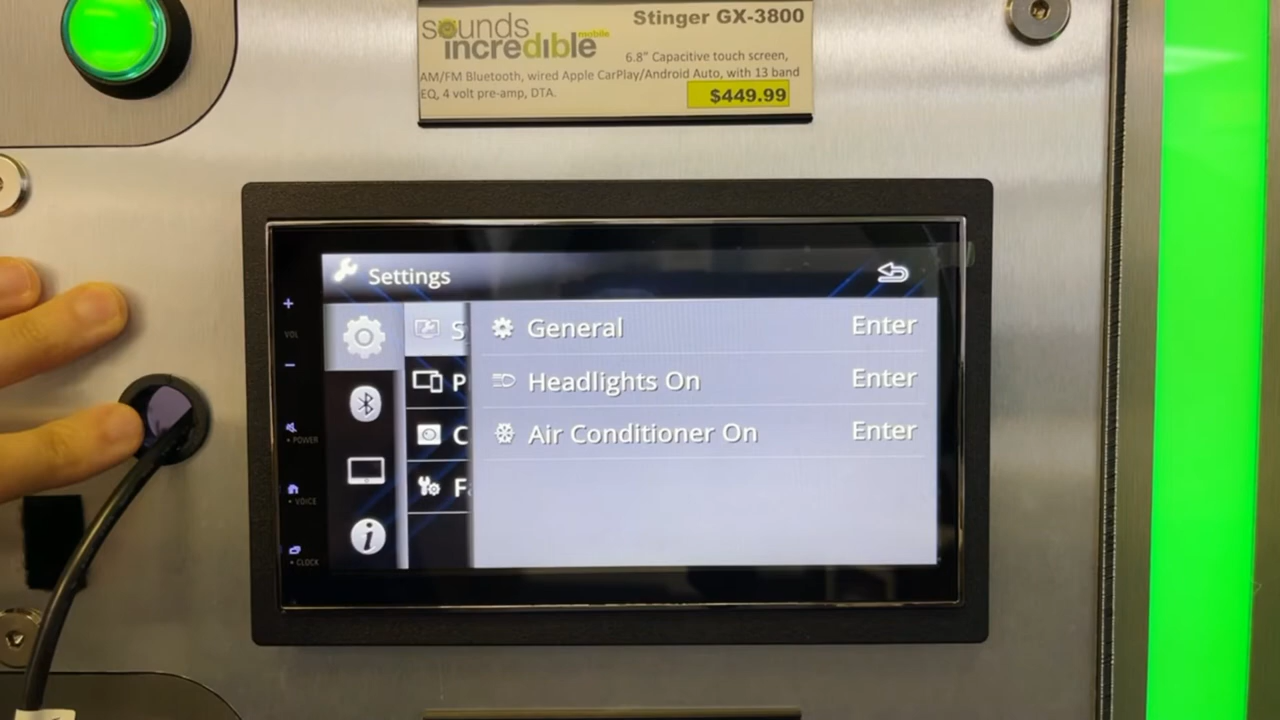 sounds
incredible mobile
Stinger GX-3800
6.8" Capacitive touch screen,
AM/FM Bluetooth, wired Apple CarPlay/Android Auto, with 13 band
EQ, 4 volt pre-amp, DTA.
$449.99
Settings
+
VOL
−
• POWER
• VOICE
• CLOCK
S
P
C
F
General Enter
Headlights On Enter
Air Conditioner On Enter